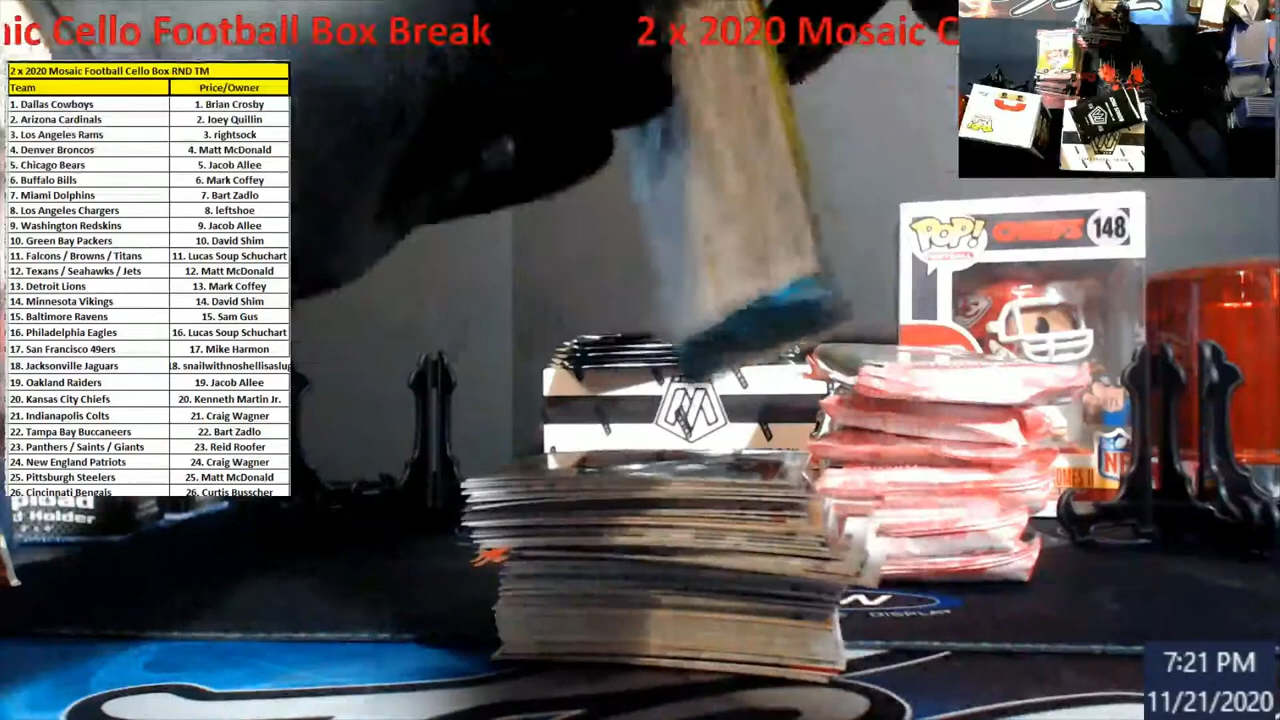 ic Cello Football Box Break
2 x 2020 Mosaic C
2 x 2020 Mosaic Football Cello Box RND TM
Team Price/Owner
1. Dallas Cowboys 1. Brian Crosby
2. Arizona Cardinals 2. Joey Quillin
3. Los Angeles Rams 3. rightsock
4. Denver Broncos 4. Matt McDonald
5. Chicago Bears 5. Jacob Allee
6. Buffalo Bills 6. Mark Coffey
7. Miami Dolphins 7. Bart Zadlo
8. Los Angeles Chargers 8. leftshoe
9. Washington Redskins 9. Jacob Allee
10. Green Bay Packers 10. David Shim
11. Falcons / Browns / Titans 11. Lucas Soup Schuchart
12. Texans / Seahawks / Jets 12. Matt McDonald
13. Detroit Lions 13. Mark Coffey
14. Minnesota Vikings 14. David Shim
15. Baltimore Ravens 15. Sam Gus
16. Philadelphia Eagles 16. Lucas Soup Schuchart
17. San Francisco 49ers 17. Mike Harmon
18. Jacksonville Jaguars 18. snailwithnoshellisaslug
19. Oakland Raiders 19. Jacob Allee
20. Kansas City Chiefs 20. Kenneth Martin Jr.
21. Indianapolis Colts 21. Craig Wagner
22. Tampa Bay Buccaneers 22. Bart Zadlo
23. Panthers / Saints / Giants 23. Reid Roofer
24. New England Patriots 24. Craig Wagner
25. Pittsburgh Steelers 25. Matt McDonald
26. Cincinnati Bengals 26. Curtis Busscher
POP!
CHIEFS
148
NFL
OMES II
Holder
DISPLAY
7:21 PM
11/21/2020